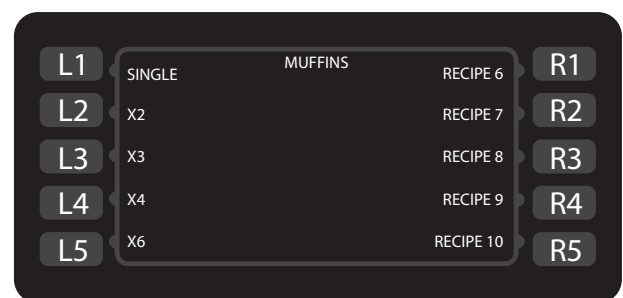 MUFFINS
L1 SINGLE RECIPE 6 R1
L2 X2 RECIPE 7 R2
L3 X3 RECIPE 8 R3
L4 X4 RECIPE 9 R4
L5 X6 RECIPE 10 R5